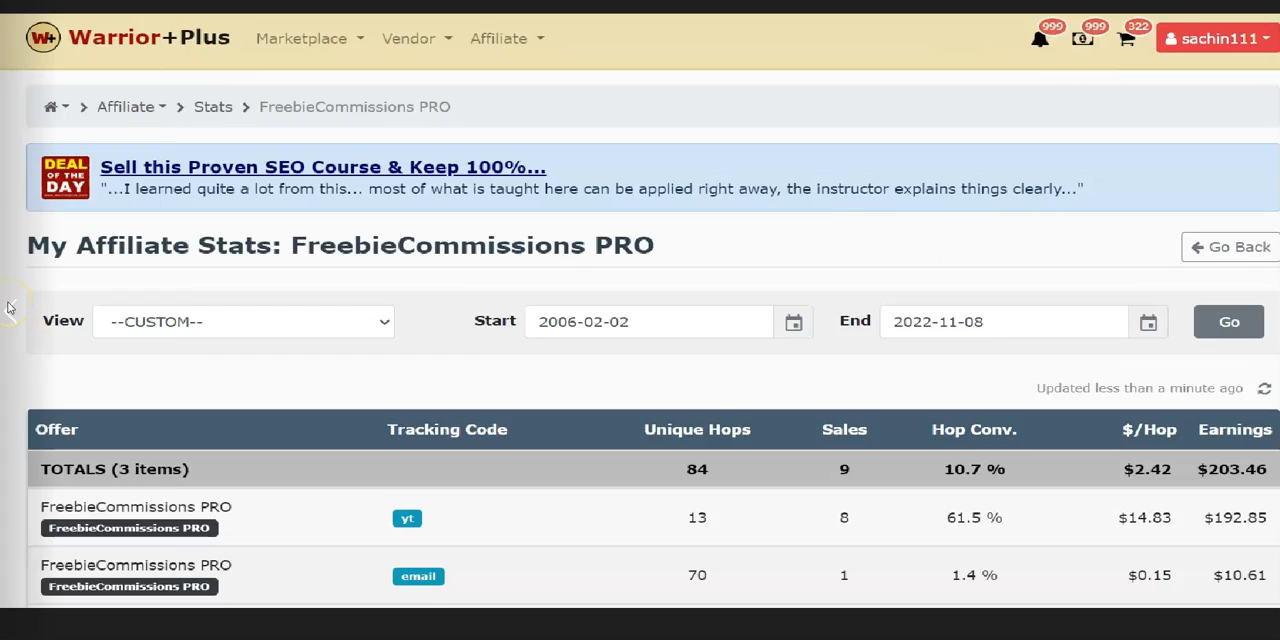 W+ Warrior+Plus Marketplace Vendor Affiliate 999 999 322 sachin111
Affiliate > Stats > FreebieCommissions PRO
DEAL OF THE DAY
Sell this Proven SEO Course & Keep 100%...
"...I learned quite a lot from this... most of what is taught here can be applied right away, the instructor explains things clearly..."
My Affiliate Stats: FreebieCommissions PRO Go Back
View --CUSTOM-- Start 2006-02-02 End 2022-11-08 Go
Updated less than a minute ago
Offer Tracking Code Unique Hops Sales Hop Conv. $/Hop Earnings
TOTALS (3 items) 84 9 10.7 % $2.42 $203.46
FreebieCommissions PRO
FreebieCommissions PRO yt 13 8 61.5 % $14.83 $192.85
FreebieCommissions PRO
FreebieCommissions PRO email 70 1 1.4 % $0.15 $10.61